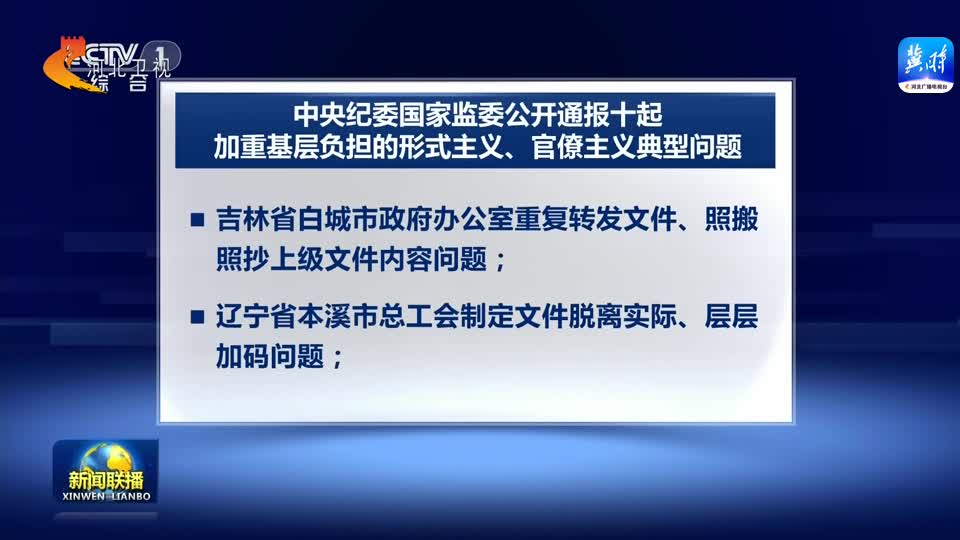 CCTV 1
综合
河北卫视
冀时
河北广播电视台
中央纪委国家监委公开通报十起
加重基层负担的形式主义、官僚主义典型问题
■ 吉林省白城市政府办公室重复转发文件、照搬
照抄上级文件内容问题；
■ 辽宁省本溪市总工会制定文件脱离实际、层层
加码问题；
新闻联播
XINWEN LIANBO